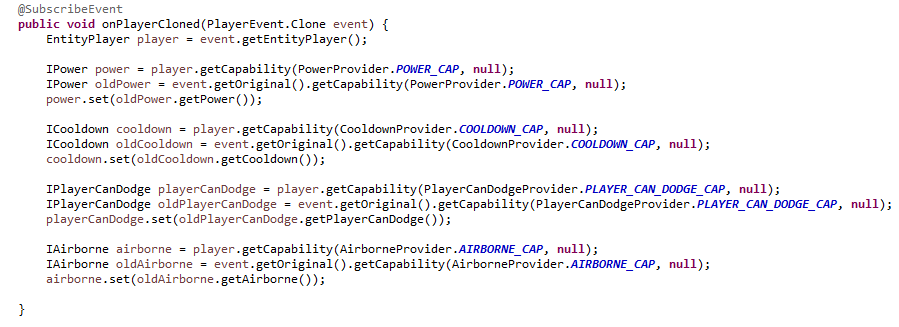 @SubscribeEvent
public void onPlayerCloned(PlayerEvent.Clone event) {
EntityPlayer player = event.getEntityPlayer();
IPower power = player.getCapability(PowerProvider.POWER_CAP, null);
IPower oldPower = event.getOriginal().getCapability(PowerProvider.POWER_CAP, null);
power.set(oldPower.getPower());
ICooldown cooldown = player.getCapability(CooldownProvider.COOLDOWN_CAP, null);
ICooldown oldCooldown = event.getOriginal().getCapability(CooldownProvider.COOLDOWN_CAP, null);
cooldown.set(oldCooldown.getCooldown());
IPlayerCanDodge playerCanDodge = player.getCapability(PlayerCanDodgeProvider.PLAYER_CAN_DODGE_CAP, null);
IPlayerCanDodge oldPlayerCanDodge = event.getOriginal().getCapability(PlayerCanDodgeProvider.PLAYER_CAN_DODGE_CAP, null);
playerCanDodge.set(oldPlayerCanDodge.getPlayerCanDodge());
IAirborne airborne = player.getCapability(AirborneProvider.AIRBORNE_CAP, null);
IAirborne oldAirborne = event.getOriginal().getCapability(AirborneProvider.AIRBORNE_CAP, null);
airborne.set(oldAirborne.getAirborne());
}